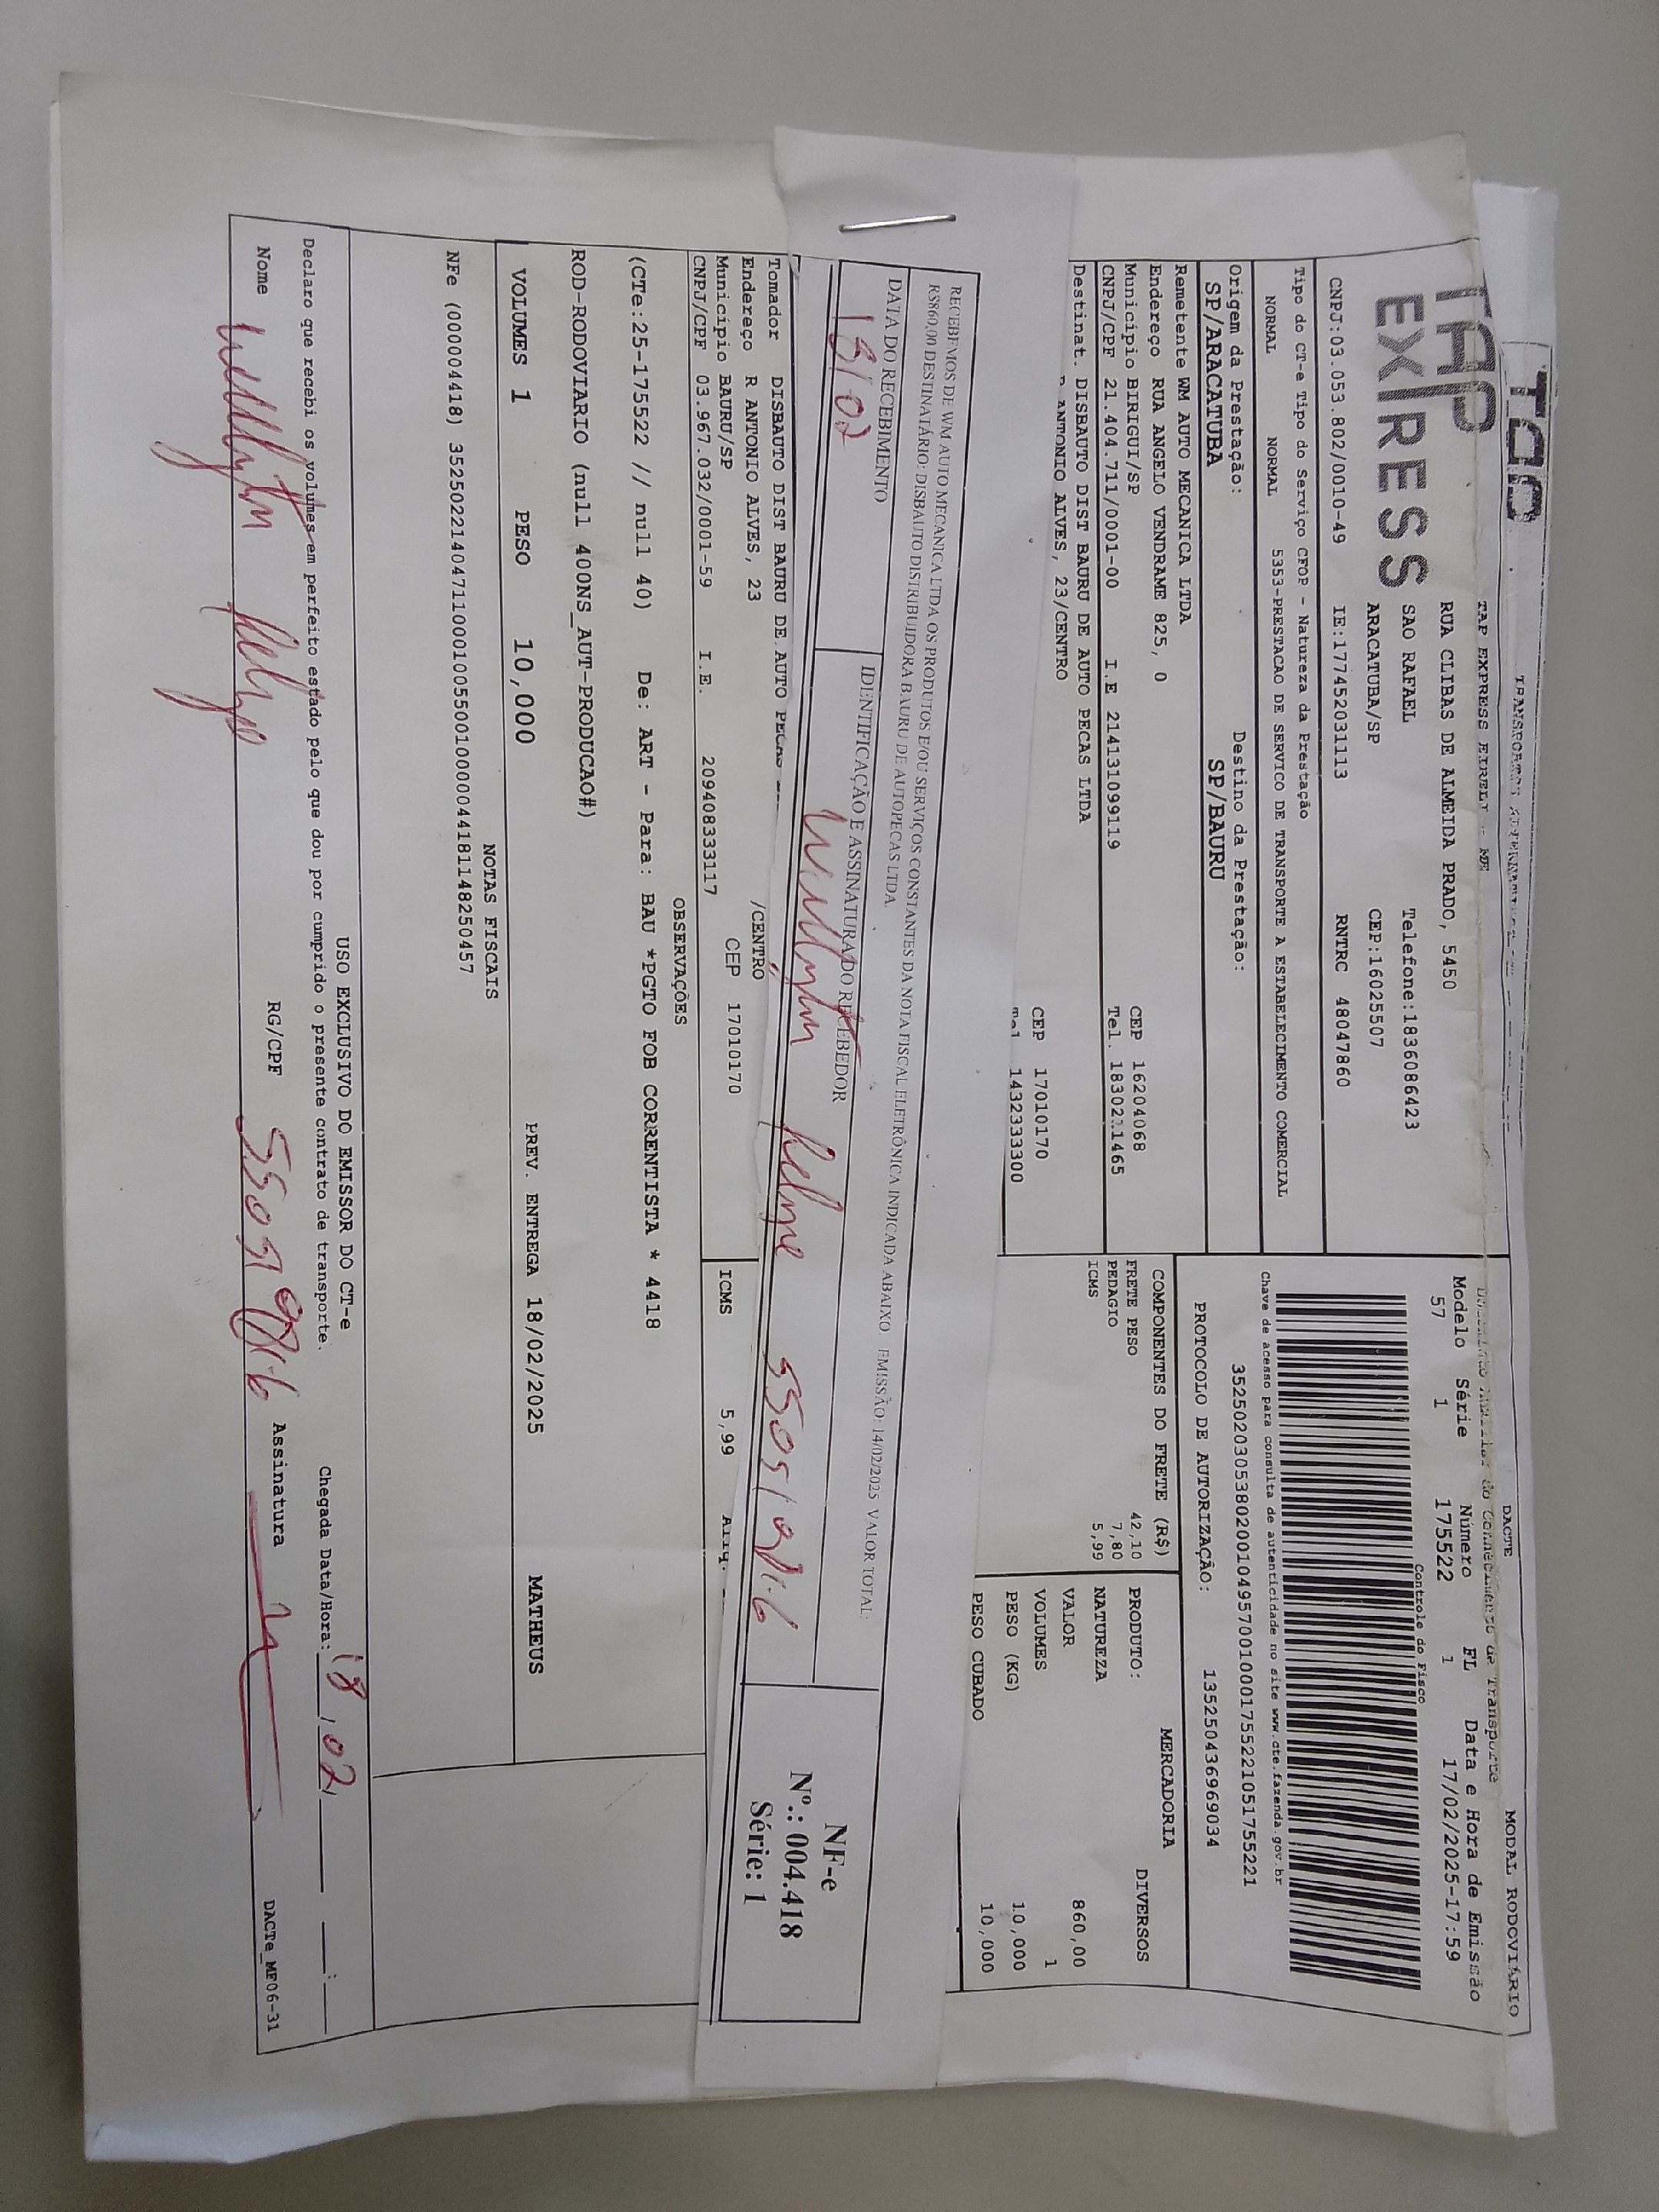 TAP EXPRESS EIRELI - ME
DACTE
MODAL RODOVIÁRIO
TAP
EXPRESS
RUA CLIBAS DE ALMEIDA PRADO, 5450
SAO RAFAEL
Telefone:1836086423
ARACATUBA/SP
CEP:16025507
CNPJ:03.053.802/0010-49
IE:177452031113
RNTRC 48047860
Modelo Série Número FL Data e Hora de Emissão
57 1 175522 1 17/02/2025-17:59
Controle do Fisco
Chave de acesso para consulta de autenticidade no site www.cte.fazenda.gov.br
35250203053802001049570010001755221051755221
PROTOCOLO DE AUTORIZAÇÃO: 135250436969034
Tipo do CT-e Tipo do Serviço CFOP - Natureza da Prestação
NORMAL NORMAL 5353-PRESTACAO DE SERVICO DE TRANSPORTE A ESTABELECIMENTO COMERCIAL
Origem da Prestação: Destino da Prestação:
SP/ARACATUBA SP/BAURU
Remetente WM AUTO MECANICA LTDA
Endereço RUA ANGELO VENDRAME 825, 0
Município BIRIGUI/SP CEP 16204068
CNPJ/CPF 21.404.711/0001-00 I.E 214131099119 Tel.
Destinat. DISBAUTO DIST BAURU DE AUTO PECAS LTDA
ANTONIO ALVES, 23/CENTRO
CEP 17010170
Tel 1432333300
COMPONENTES DO FRETE (R$)
FRETE PESO 42,10
PEDAGIO 7,80
ICMS 5,99
MERCADORIA
PRODUTO: DIVERSOS
NATUREZA
VALOR 860,00
VOLUMES 1
PESO (KG) 10,000
PESO CUBADO 10,000
RECEBEMOS DE WM AUTO MECANICA LTDA OS PRODUTOS E/OU SERVIÇOS CONSTANTES DA NOTA FISCAL ELETRÔNICA INDICADA ABAIXO EMISSÃO: 14/02/2025 VALOR TOTAL:
R$860,00 DESTINATÁRIO: DISBAUTO DISTRIBUIDORA BAURU DE AUTOPECAS LTDA.
DATA DO RECEBIMENTO
18/02
IDENTIFICAÇÃO E ASSINATURA DO RECEBEDOR
NF-e
Nº.: 004.418
Série: 1
Tomador DISBAUTO DIST BAURU DE AUTO PECAS
Endereço R ANTONIO ALVES, 23 /CENTRO
Município BAURU/SP CEP 17010170
CNPJ/CPF 03.967.032/0001-59 I.E. 209408333117
ICMS 5,99
OBSERVAÇÕES
(CTe:25-175522 // null 40) De: ART - Para: BAU *PGTO FOB CORRENTISTA * 4418
ROD-RODOVIARIO (null 400NS_AUT-PRODUCAO#)
VOLUMES 1 PESO 10,000 PREV. ENTREGA 18/02/2025 MATHEUS
NOTAS FISCAIS
NFe (000004418) 35250221404711000100550010000044181148250457
USO EXCLUSIVO DO EMISSOR DO CT-e
Declaro que recebi os volumes em perfeito estado pelo que dou por cumprido o presente contrato de transporte.
Chegada Data/Hora: 18/02/ :
Nome RG/CPF Assinatura
DACTe_MF06-31